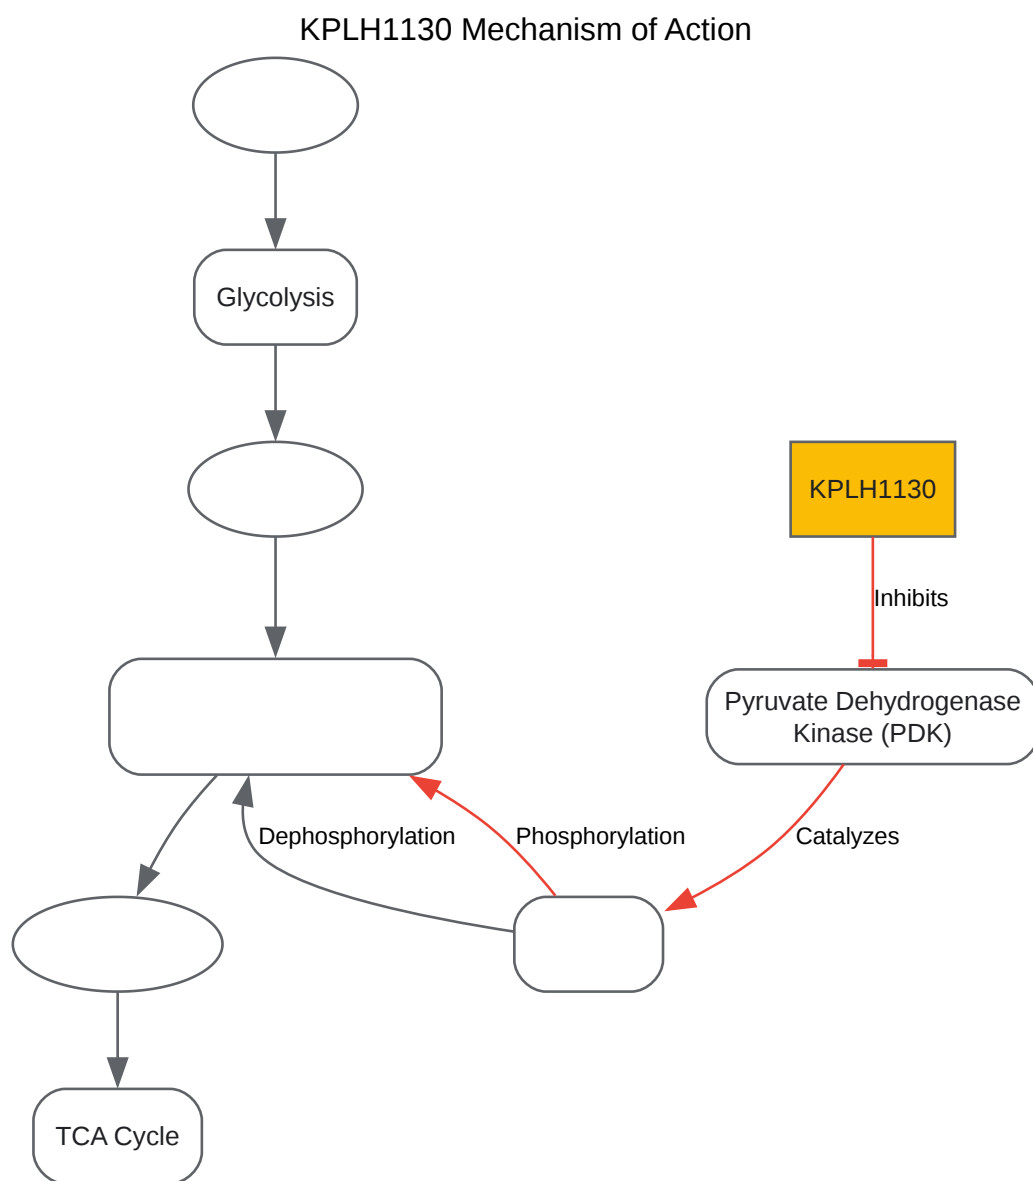 KPLH1130 Mechanism of Action
Glycolysis
KPLH1130
Inhibits
Pyruvate Dehydrogenase
Kinase (PDK)
Dephosphorylation
Phosphorylation
Catalyzes
TCA Cycle